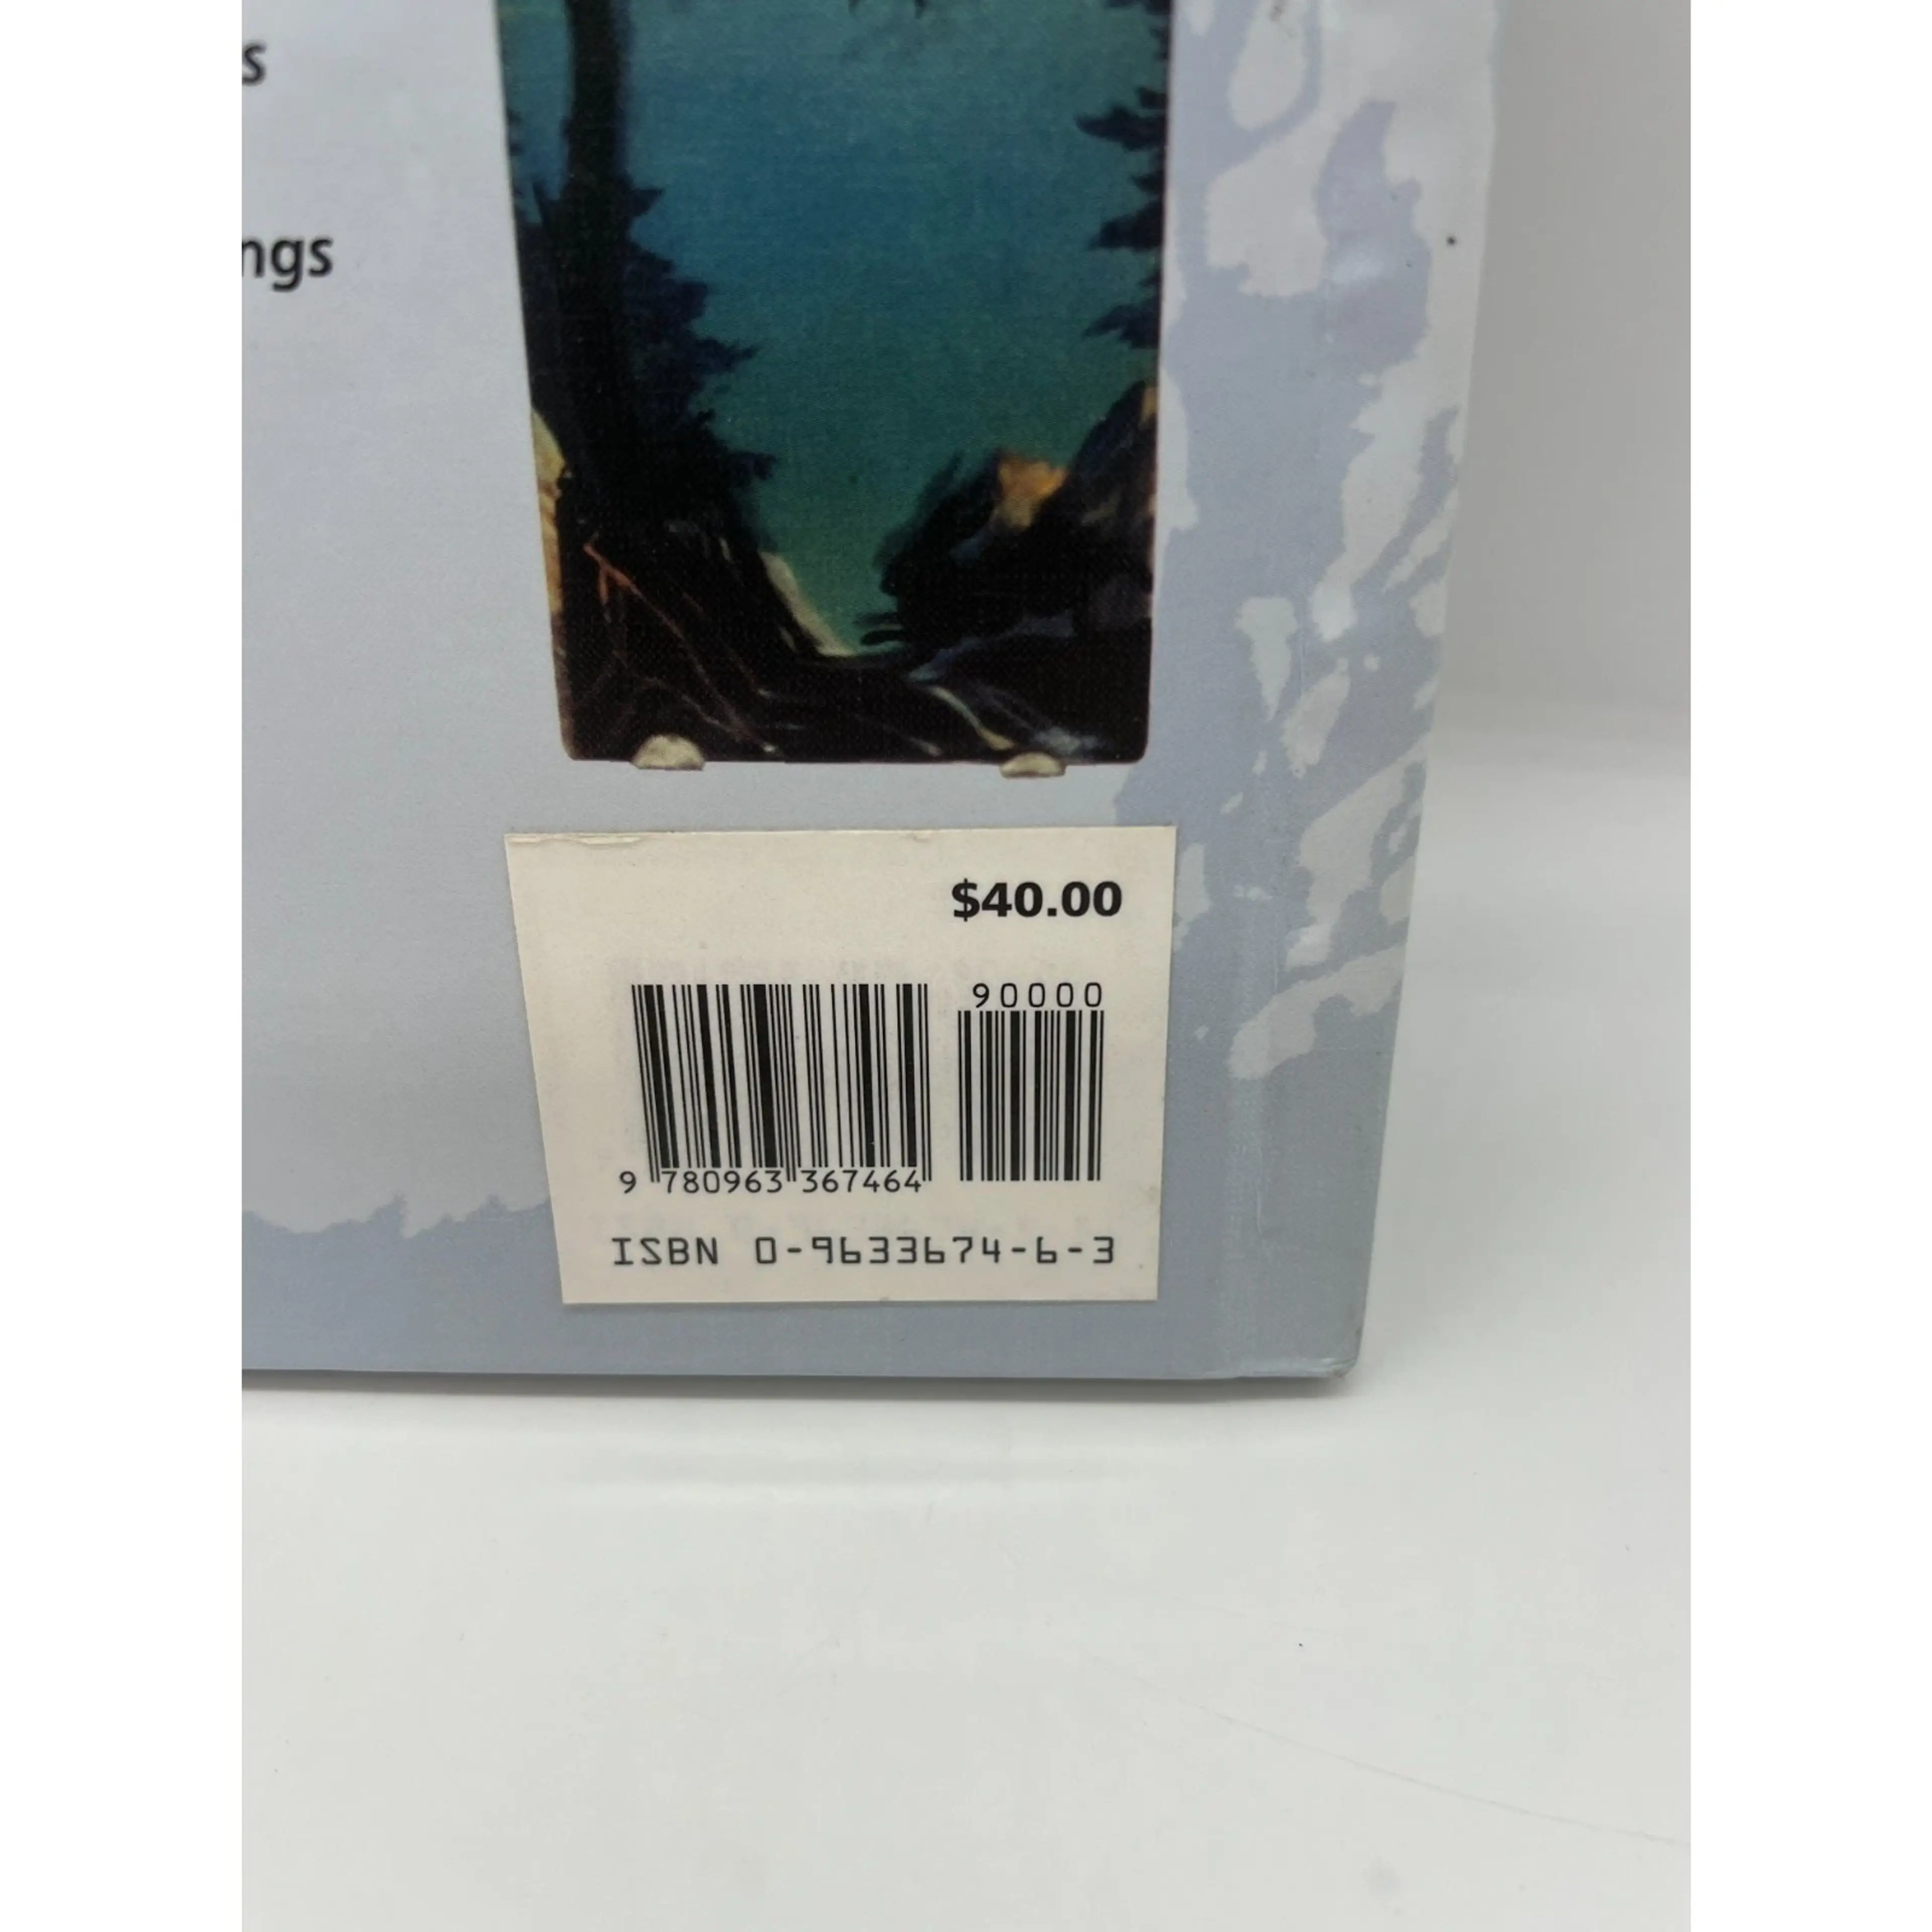 s
ngs
$40.00
90000
9 780963 367464
ISBN 0-9633674-6-3